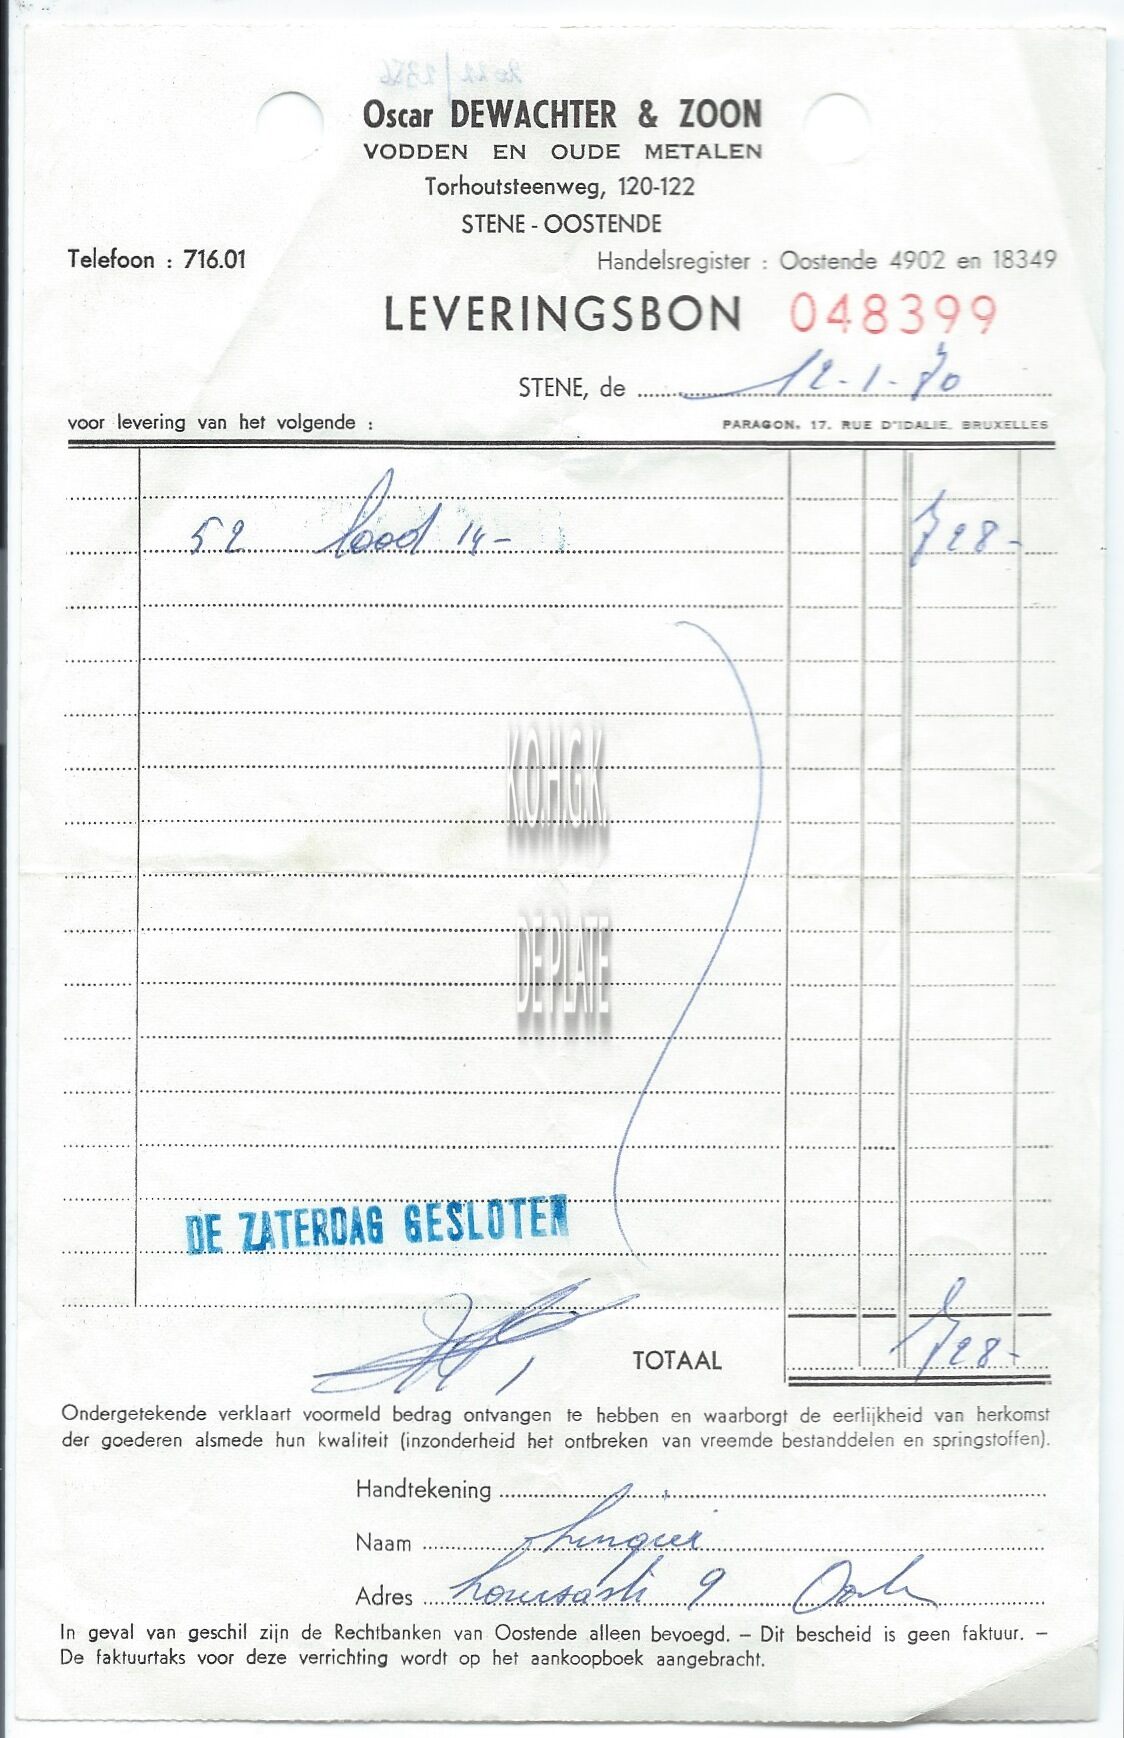 Oscar DEWACHTER & ZOON
VODDEN EN OUDE METALEN
Torhoutsteenweg, 120-122
STENE - OOSTENDE
Telefoon : 716.01
Handelsregister : Oostende 4902 en 18349
LEVERINGSBON 048399
STENE, de 12-1-70
voor levering van het volgende :
PARAGON. 17. RUE D'IDALIE. BRUXELLES
52 lood 14- 728-
K.O.H.G.K.
DE PLATE
DE ZATERDAG GESLOTEN
TOTAAL 728-
Ondergetekende verklaart voormeld bedrag ontvangen te hebben en waarborgt de eerlijkheid van herkomst
der goederen alsmede hun kwaliteit (inzonderheid het ontbreken van vreemde bestanddelen en springstoffen).
Handtekening
Naam Lingier
Adres 9
In geval van geschil zijn de Rechtbanken van Oostende alleen bevoegd. – Dit bescheid is geen faktuur. –
De faktuurtaks voor deze verrichting wordt op het aankoopboek aangebracht.